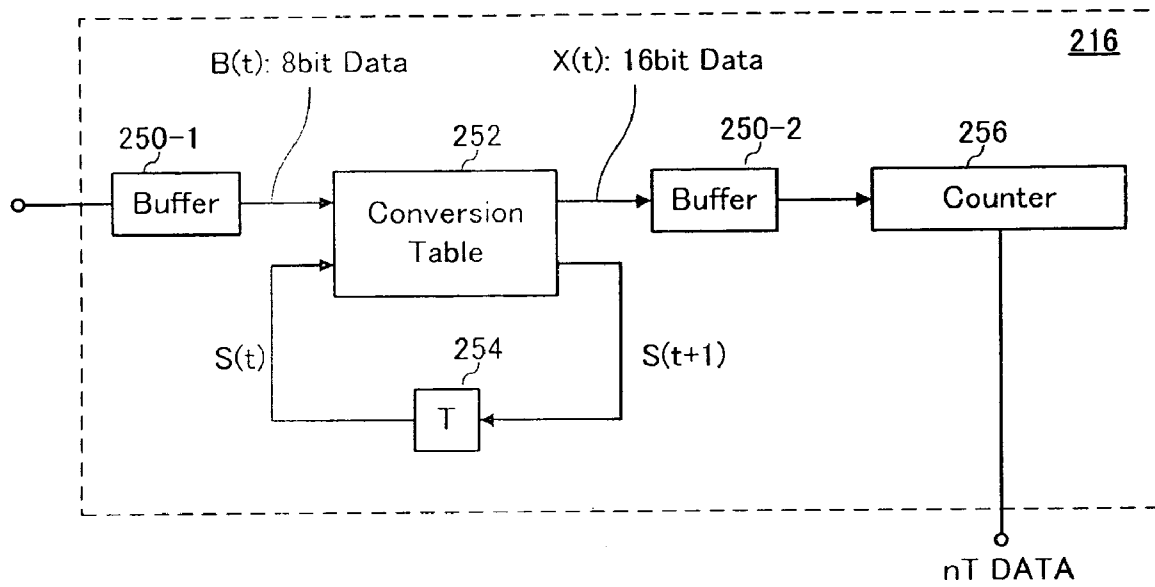 216
B(t): 8bit Data
X(t): 16bit Data
250-1
252
250-2
256
Buffer
Conversion
Table
Buffer
Counter
S(t)
254
S(t+1)
T
nT DATA